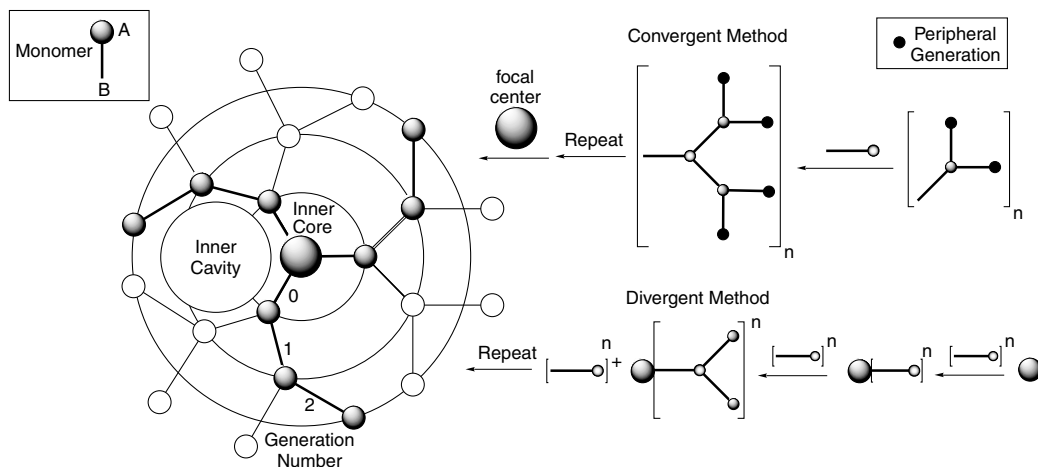 Monomer
A
B
Inner
Core
Inner
Cavity
0
1
2
Generation
Number
Convergent Method
Peripheral
Generation
focal
center
Repeat
n
n
Divergent Method
Repeat
n
+
n
n
n
n